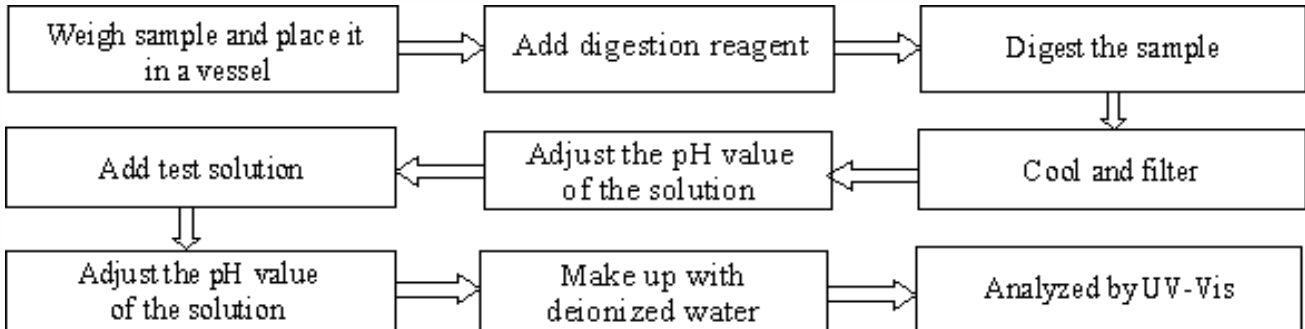 Weigh sample and place it
in a vessel
Add digestion reagent
Digest the sample
Cool and filter
Adjust the pH value
of the solution
Add test solution
Adjust the pH value
of the solution
Make up with
deionized water
Analyzed by UV-Vis